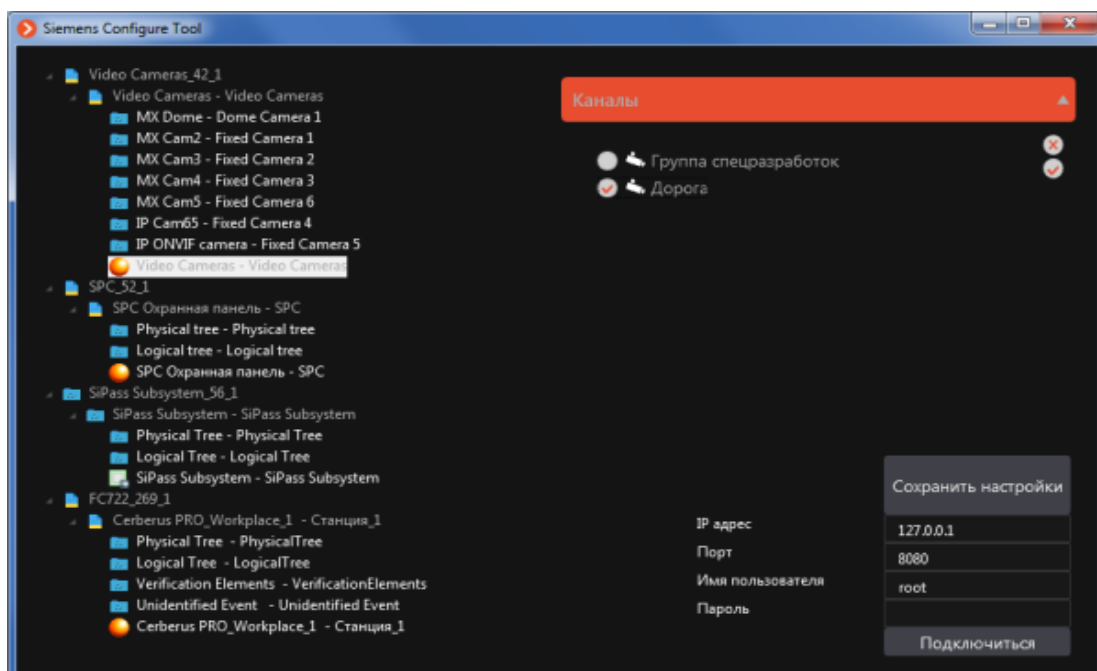 Siemens Configure Tool
Video Cameras_42_1
Video Cameras - Video Cameras
MX Dome - Dome Camera 1
MX Cam2 - Fixed Camera 1
MX Cam3 - Fixed Camera 2
MX Cam4 - Fixed Camera 3
MX Cam5 - Fixed Camera 6
IP Cam65 - Fixed Camera 4
IP ONVIF camera - Fixed Camera 5
Video Cameras - Video Cameras
SPC_52_1
SPC Охранная панель - SPC
Physical tree - Physical tree
Logical tree - Logical tree
SPC Охранная панель - SPC
SiPass Subsystem_56_1
SiPass Subsystem - SiPass Subsystem
Physical Tree - Physical Tree
Logical Tree - Logical Tree
SiPass Subsystem - SiPass Subsystem
FC722_269_1
Cerberus PRO_Workplace_1 - Станция_1
Physical Tree - PhysicalTree
Logical Tree - LogicalTree
Verification Elements - VerificationElements
Unidentified Event - Unidentified Event
Cerberus PRO_Workplace_1 - Станция_1
Каналы
Группа спецразработок
Дорога
Сохранить настройки
IP адрес 127.0.0.1
Порт 8080
Имя пользователя root
Пароль
Подключиться